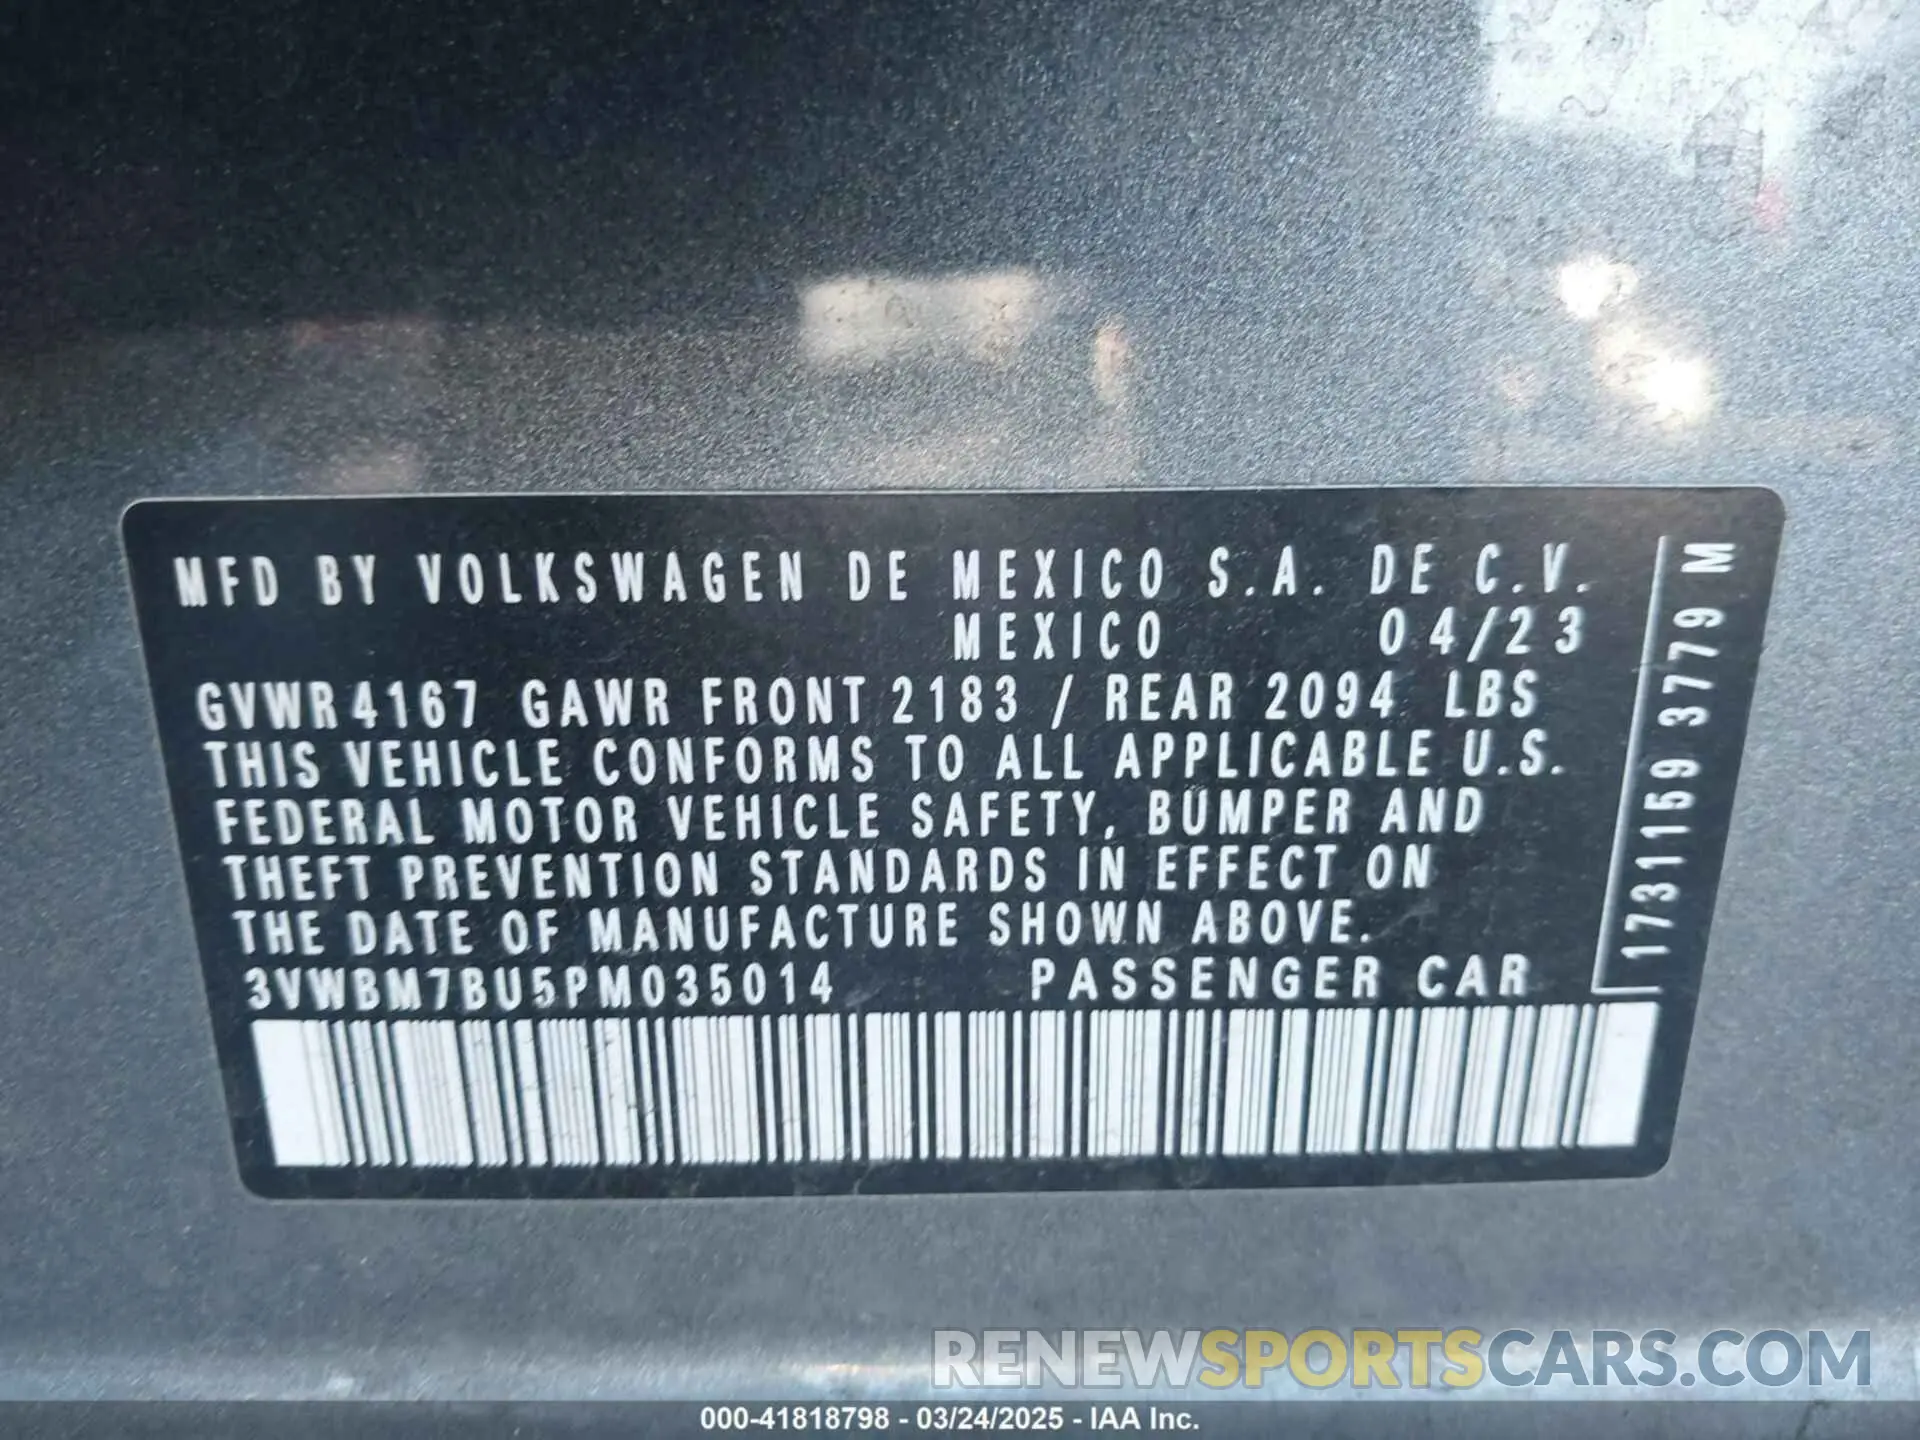 MFD BY VOLKSWAGEN DE MEXICO S.A. DE C.V.
MEXICO 04/23
GVWR 4167 GAWR FRONT 2183 / REAR 2094 LBS
THIS VEHICLE CONFORMS TO ALL APPLICABLE U.S.
FEDERAL MOTOR VEHICLE SAFETY, BUMPER AND
THEFT PREVENTION STANDARDS IN EFFECT ON
THE DATE OF MANUFACTURE SHOWN ABOVE.
3VWBM7BU5PM035014 PASSENGER CAR
1731159 3779 M
RENEWSPORTSCARS.COM
000-41818798 - 03/24/2025 - IAA Inc.